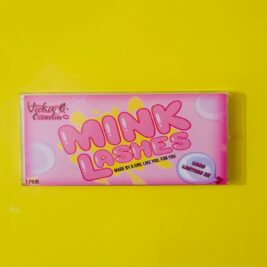 Vickie G.
Cosmetics
MINK
LASHES
MADE BY A GIRL LIKE YOU, FOR YOU
1 PAIR